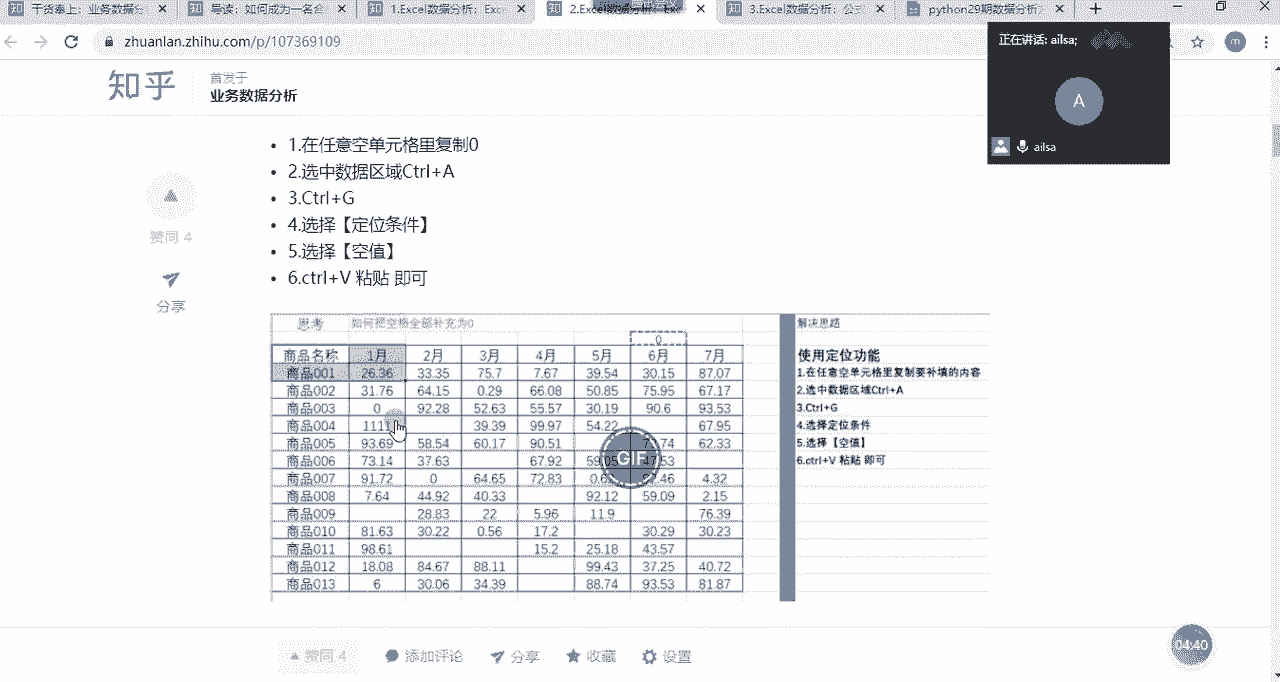 干货奉上：业务数据分
导读：如何成为一名合
1.Excel数据分析：Exc
2.Excel数据分析：Exc
3.Excel数据分析：公式
python29期数据分析
zhuanlan.zhihu.com/p/107369109
m
正在讲话: ailsa;
A
ailsa
知乎
首发于
业务数据分析
1.在任意空单元格里复制0
2.选中数据区域Ctrl+A
3.Ctrl+G
4.选择【定位条件】
5.选择【空值】
6.ctrl+V 粘贴 即可
赞同 4
分享
思考 如何把空格全部补充为0
0
商品名称 1月 2月 3月 4月 5月 6月 7月
商品001 26.36 33.35 75.7 7.67 39.54 30.15 87.07
商品002 31.76 64.15 0.29 66.08 50.85 75.95 67.17
商品003 0 92.28 52.63 55.57 30.19 90.6 93.53
商品004 39.39 99.97 54.22 67.95
商品005 93.69 58.54 60.17 90.51 62.33
商品006 73.14 37.63 67.92
商品007 91.72 0 64.65 72.83 4.32
商品008 7.64 44.92 40.33 92.12 59.09 2.15
商品009 28.83 22 5.96 11.9 76.39
商品010 81.63 30.22 0.56 17.2 30.29 30.23
商品011 98.61 15.2 25.18 43.57
商品012 18.08 84.67 88.11 99.43 37.25 40.72
商品013 6 30.06 34.39 88.74 93.53 81.87
GIF
解决思路
使用定位功能
1.在任意空单元格里复制要补填的内容
2.选中数据区域Ctrl+A
3.Ctrl+G
4.选择定位条件
5.选择【空值】
6.ctrl+V 粘贴 即可
赞同 4 添加评论 分享 收藏 设置
04:40